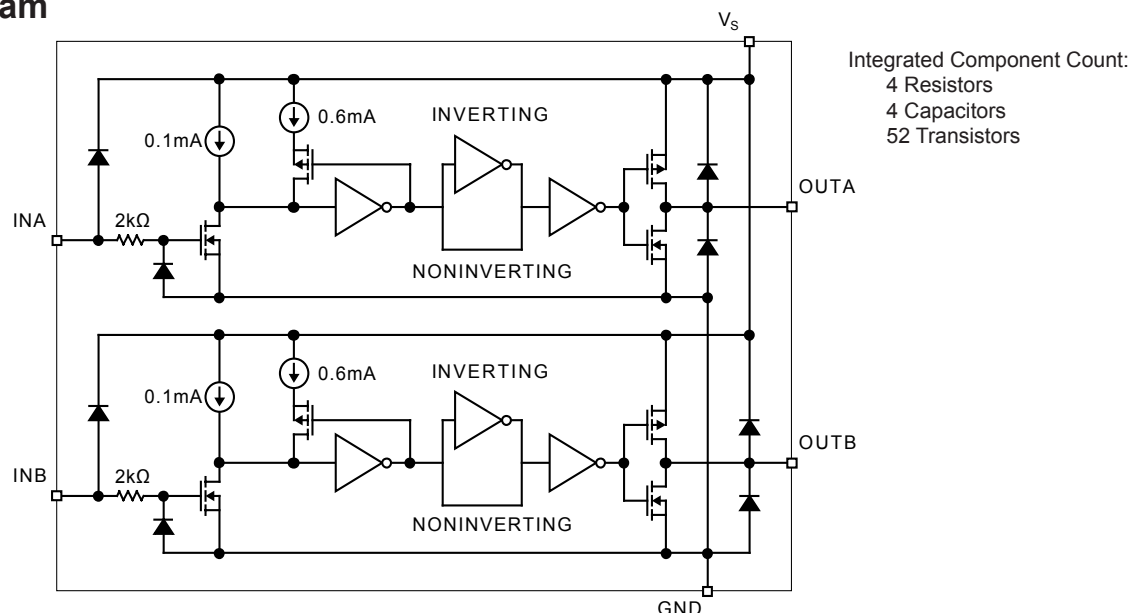 am
V_S
Integrated Component Count:
4 Resistors
4 Capacitors
52 Transistors
0.6mA
INVERTING
0.1mA
OUTA
INA
2kΩ
NONINVERTING
0.6mA
INVERTING
0.1mA
OUTB
INB
2kΩ
NONINVERTING
GND